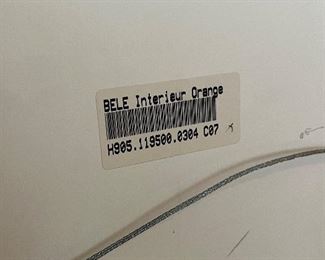 BELE Interieur Orange
H905.119500.0304 C07